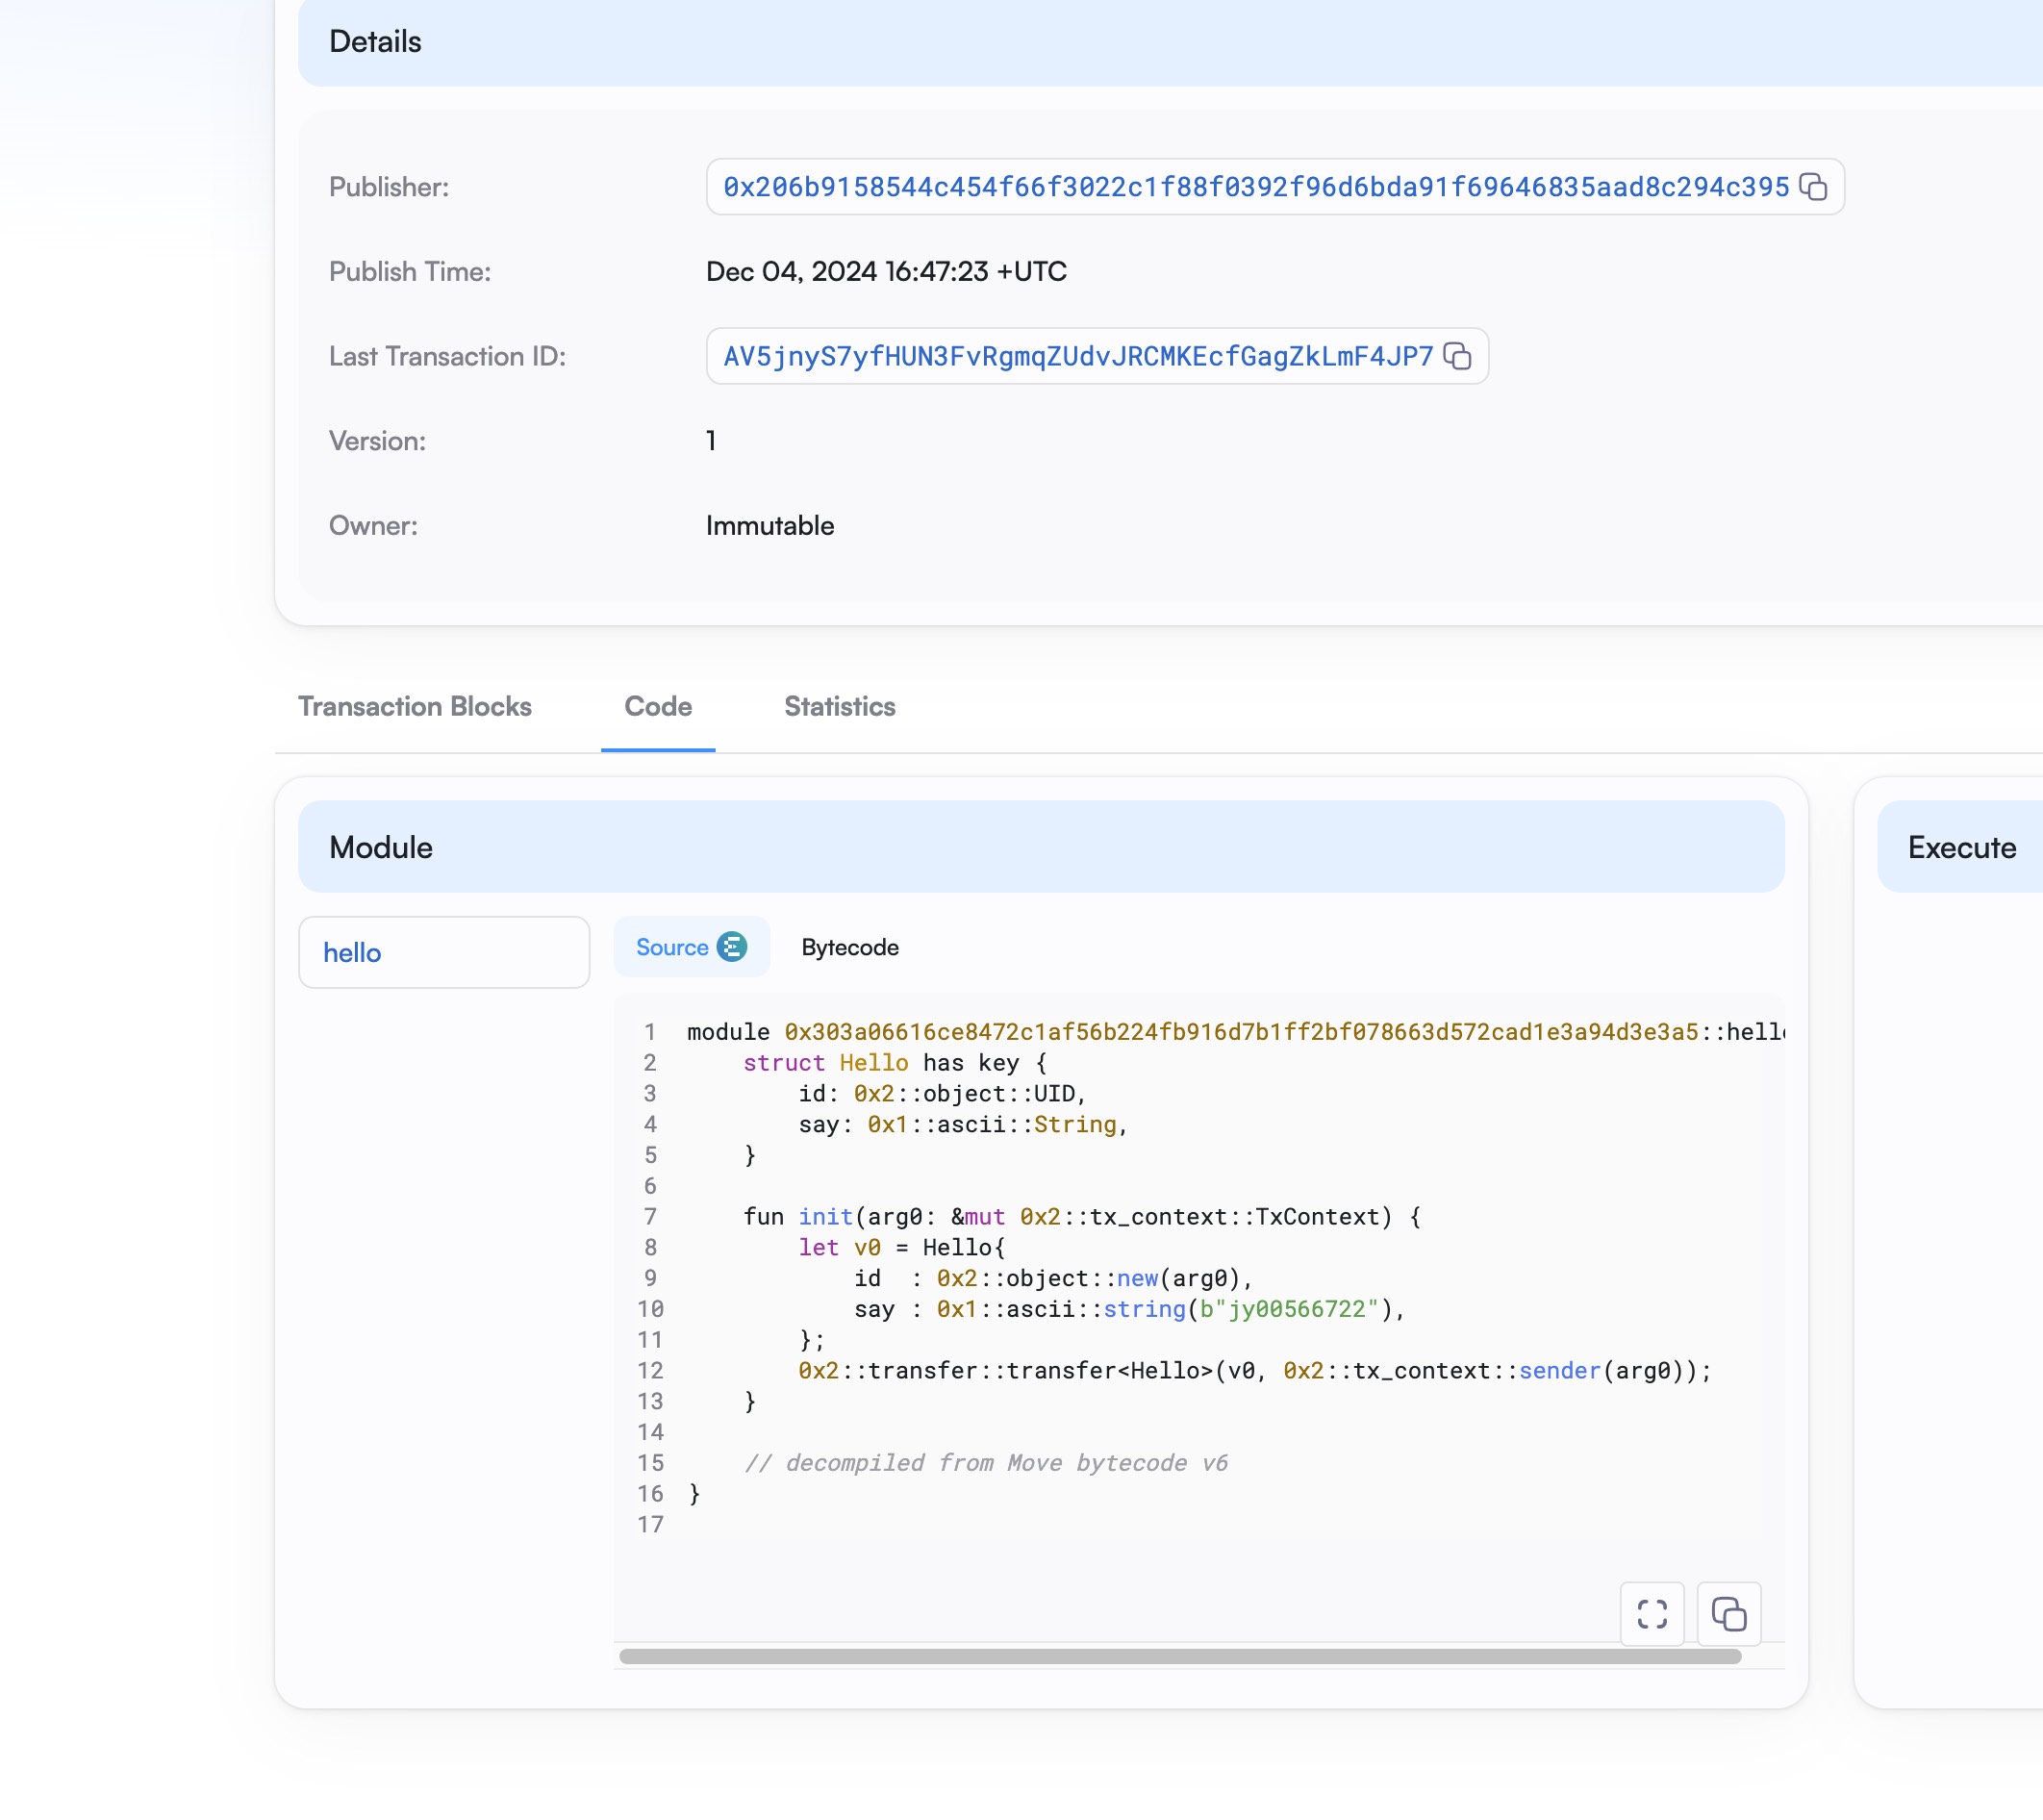 Details
Publisher: 0x206b9158544c454f66f3022c1f88f0392f96d6bda91f69646835aad8c294c395
Publish Time: Dec 04, 2024 16:47:23 +UTC
Last Transaction ID: AV5jnyS7yfHUN3FvRgmqZUdvJRCMKEcfGagZkLmF4JP7
Version: 1
Owner: Immutable
Transaction Blocks Code Statistics
Module
Execute
hello
Source Bytecode
1 module 0x303a06616ce8472c1af56b224fb916d7b1ff2bf078663d572cad1e3a94d3e3a5::hello
2     struct Hello has key {
3         id: 0x2::object::UID,
4         say: 0x1::ascii::String,
5     }
6
7     fun init(arg0: &mut 0x2::tx_context::TxContext) {
8         let v0 = Hello{
9             id  : 0x2::object::new(arg0),
10             say : 0x1::ascii::string(b"jy00566722"),
11         };
12         0x2::transfer::transfer<Hello>(v0, 0x2::tx_context::sender(arg0));
13     }
14
15     // decompiled from Move bytecode v6
16 }
17